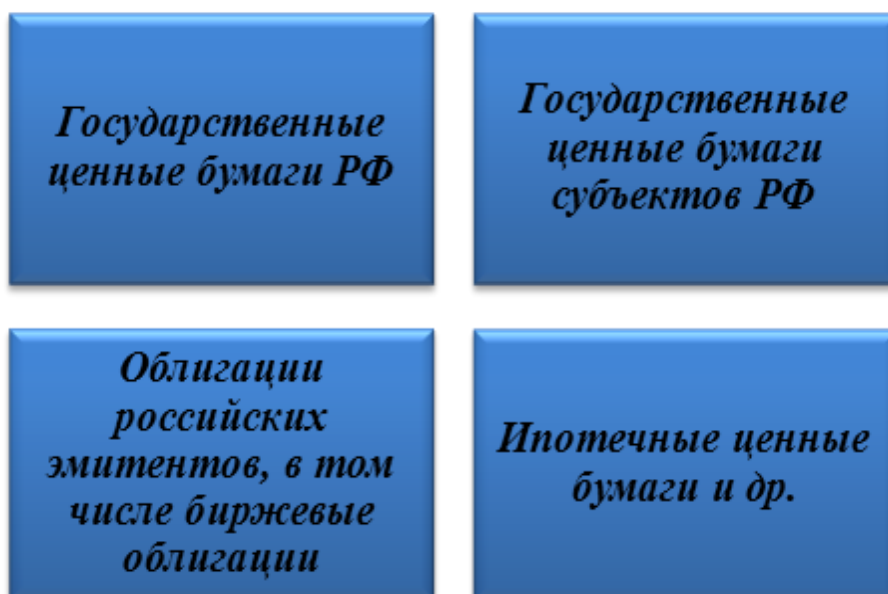 Государственные
ценные бумаги РФ
Государственные
ценные бумаги
субъектов РФ
Облигации
российских
эмитентов, в том
числе биржевые
облигации
Ипотечные ценные
бумаги и др.